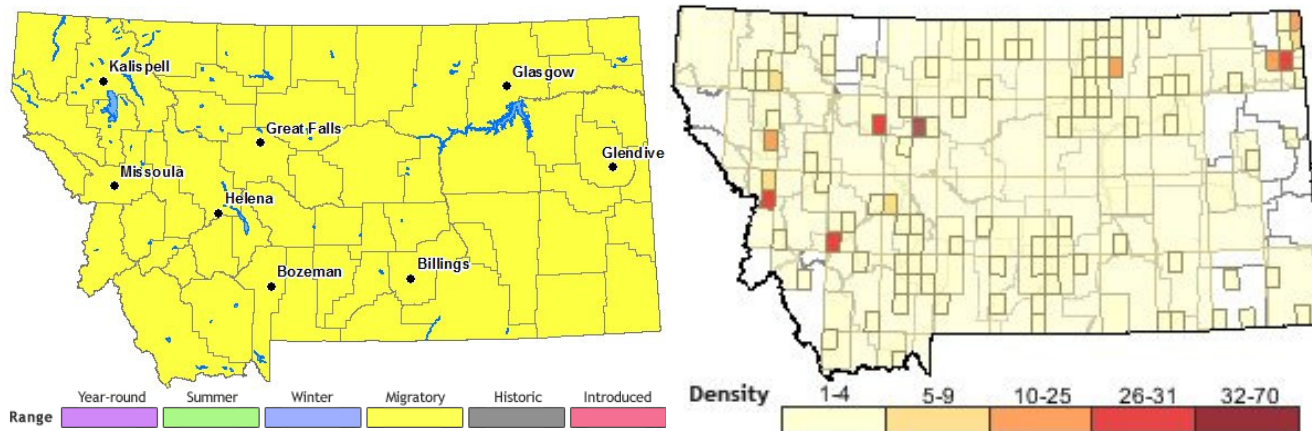 Kalispell
Glasgow
Great Falls
Glendive
Missoula
Helena
Bozeman
Billings
Year-round Summer Winter Migratory Historic Introduced
Range
Density 1-4 5-9 10-25 26-31 32-70